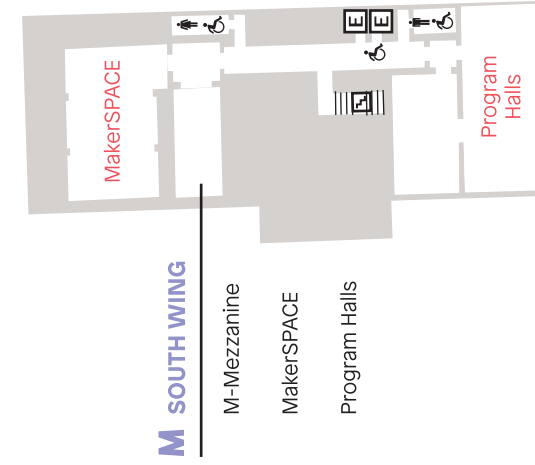 MakerSPACE
E E
Program
Halls
M SOUTH WING
M-Mezzanine
MakerSPACE
Program Halls